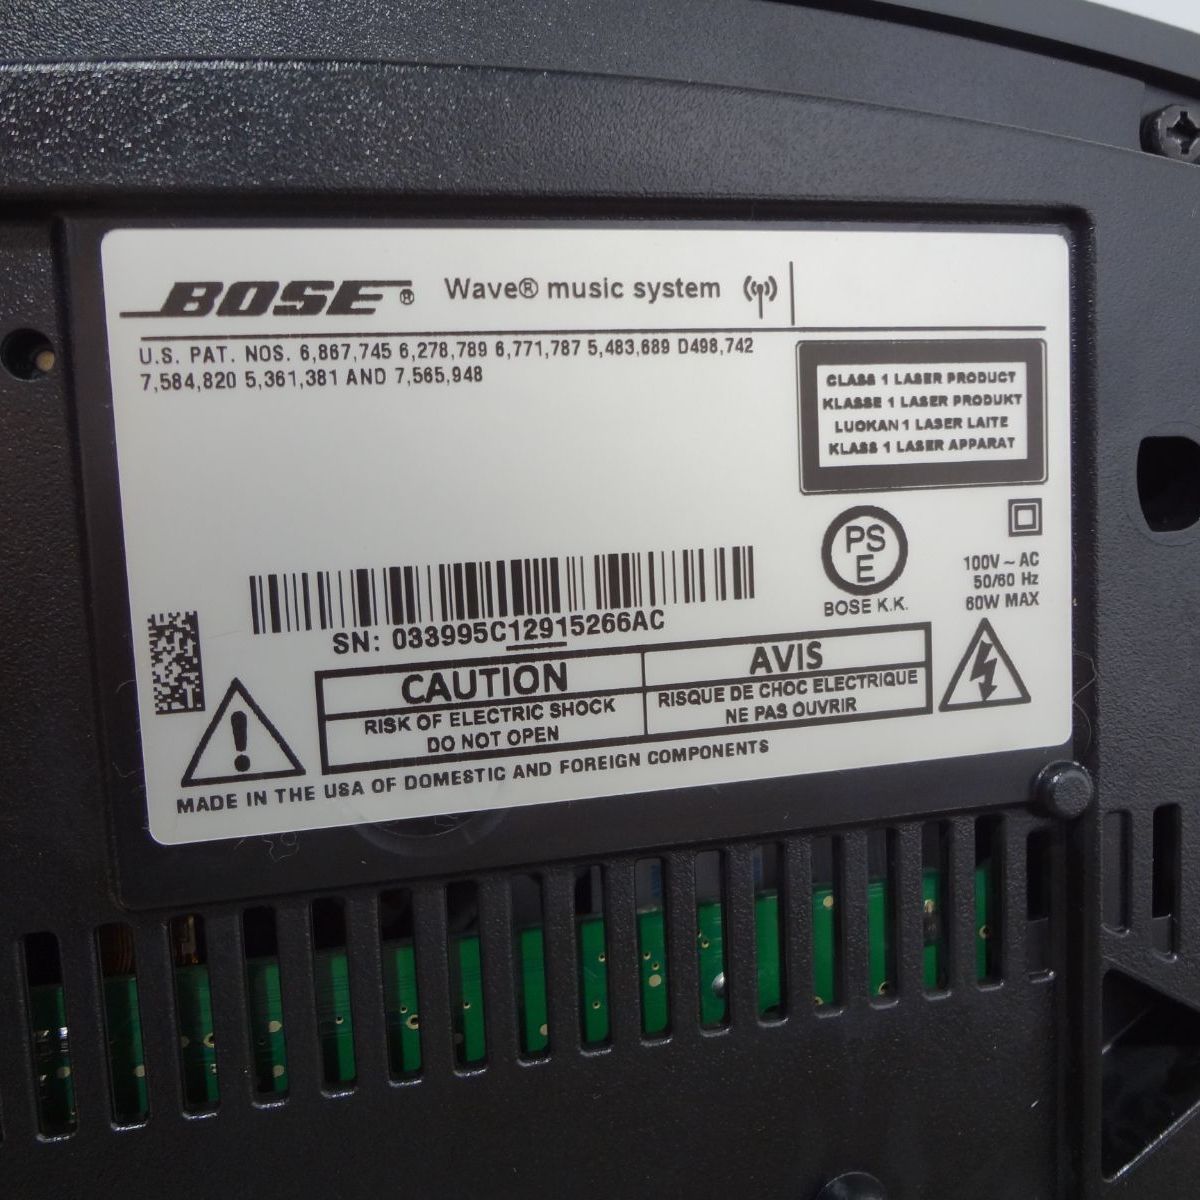 BOSE® Wave® music system
U.S. PAT. NOS. 6,867,745 6,278,789 6,771,787 5,483,689 D498,742
7,584,820 5,361,381 AND 7,565,948
CLASS 1 LASER PRODUCT
KLASSE 1 LASER PRODUKT
LUOKAN 1 LASER LAITE
KLASS 1 LASER APPARAT
PS
E
BOSE K.K.
100V ~ AC
50/60 Hz
60W MAX
SN: 033995C12915266AC
CAUTION
RISK OF ELECTRIC SHOCK
DO NOT OPEN
AVIS
RISQUE DE CHOC ELECTRIQUE
NE PAS OUVRIR
MADE IN THE USA OF DOMESTIC AND FOREIGN COMPONENTS